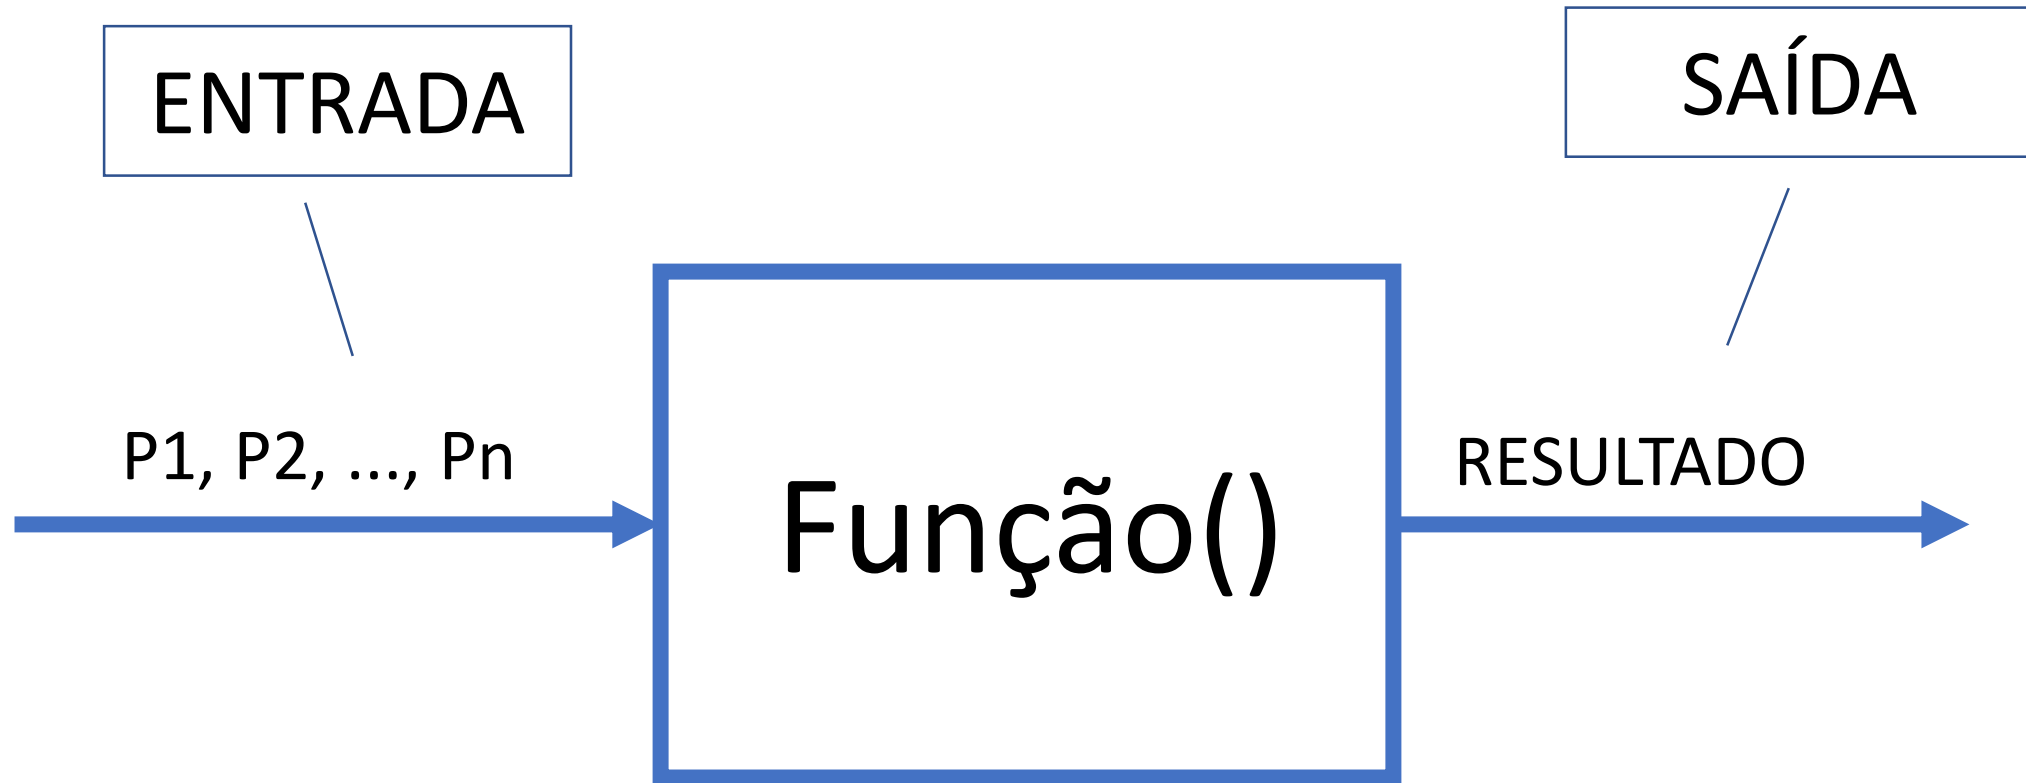 ENTRADA
SAÍDA
P1, P2, ..., Pn
RESULTADO
Função()